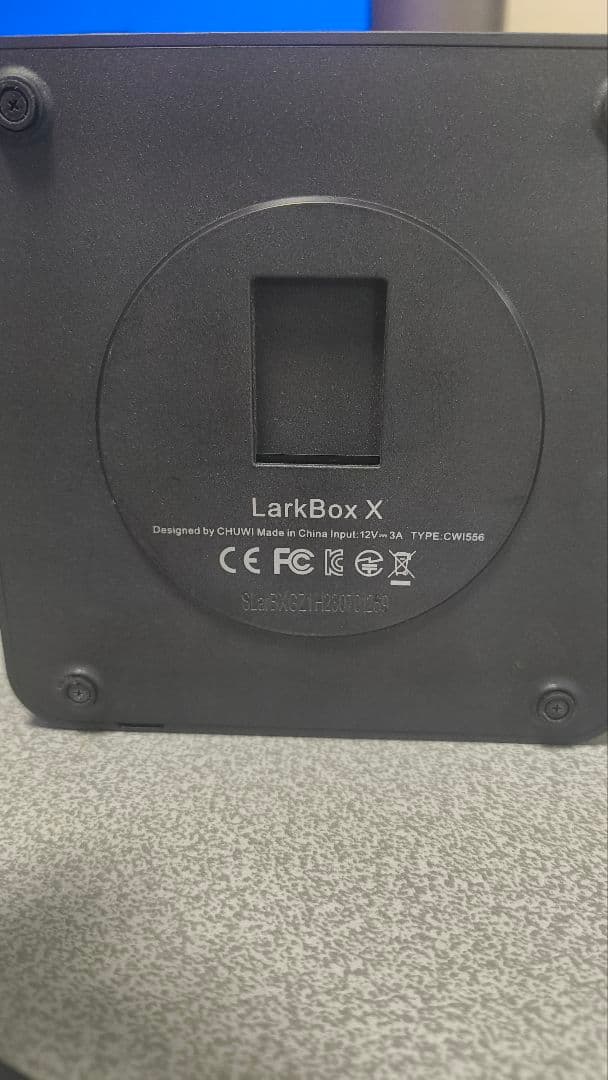 LarkBox X
Designed by CHUWI Made in China Input:12V⎓3A TYPE:CWI556
CE FC